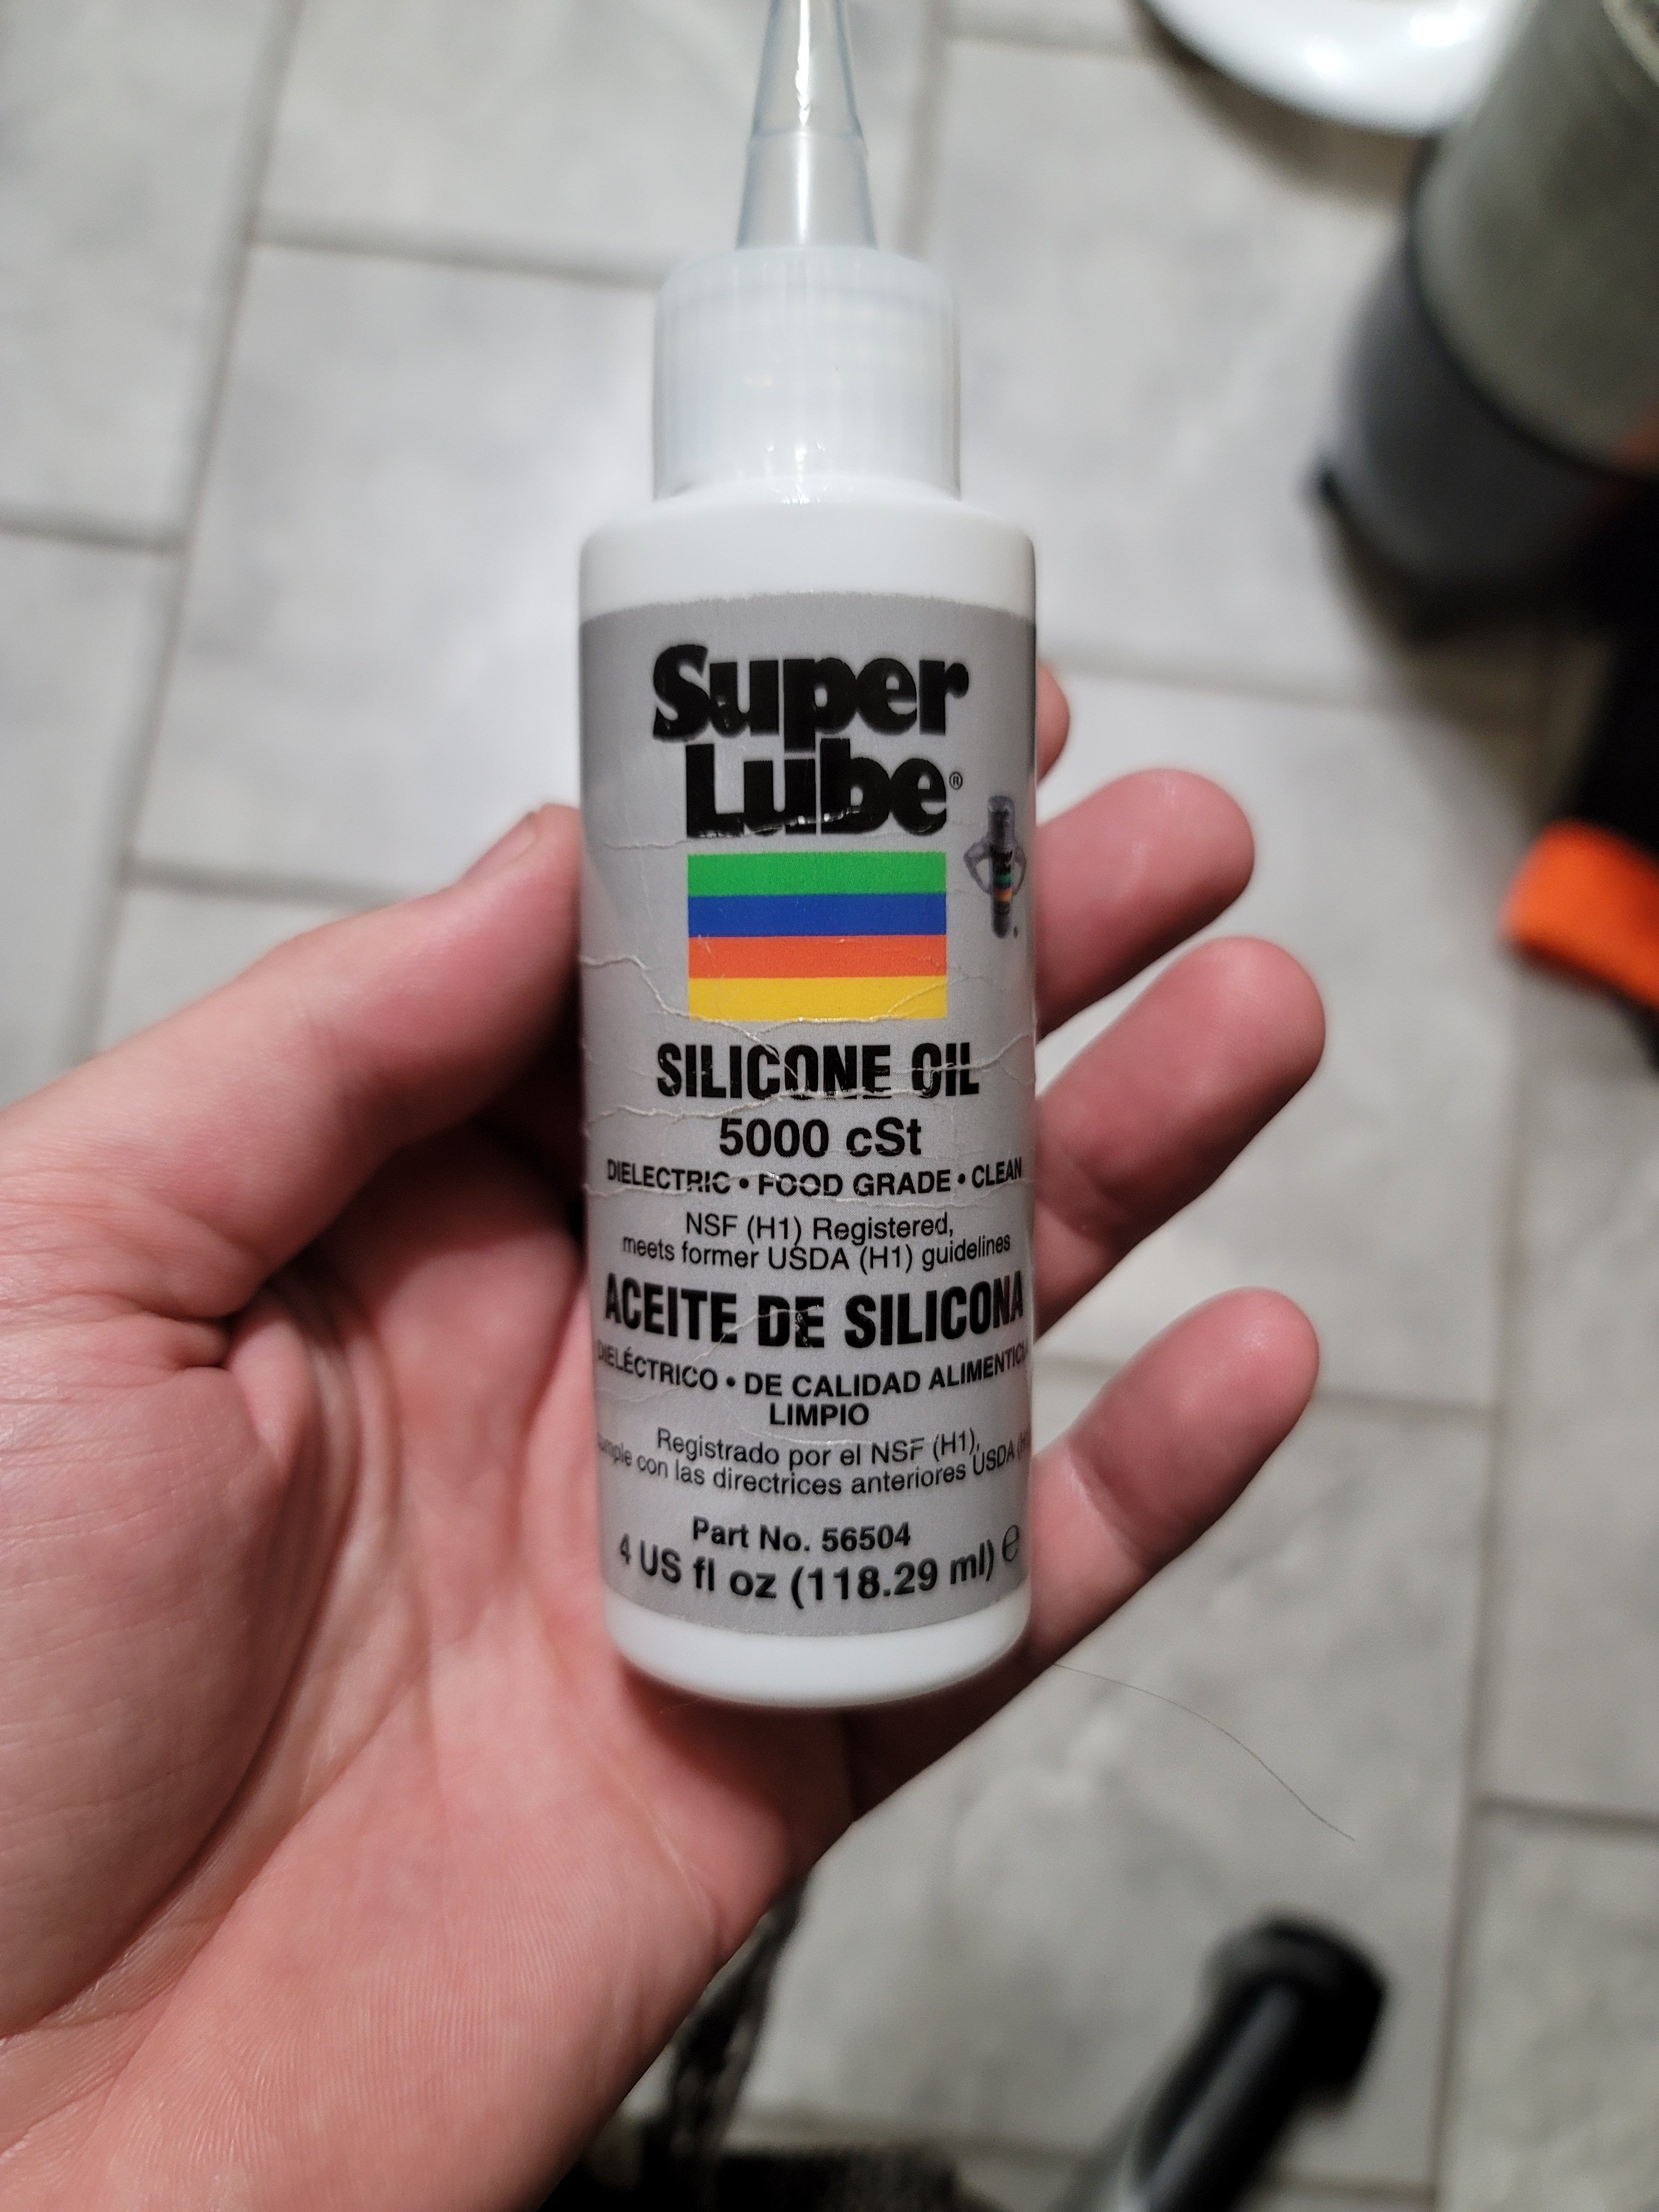 Super
Lube®
SILICONE OIL
5000 cSt
DIELECTRIC • FOOD GRADE • CLEAN
NSF (H1) Registered,
meets former USDA (H1) guidelines
ACEITE DE SILICONA
DIELÉCTRICO • DE CALIDAD ALIMENTICIA
LIMPIO
Registrado por el NSF (H1),
con las directrices anteriores USDA
Part No. 56504
4 US fl oz (118.29 ml) ℮